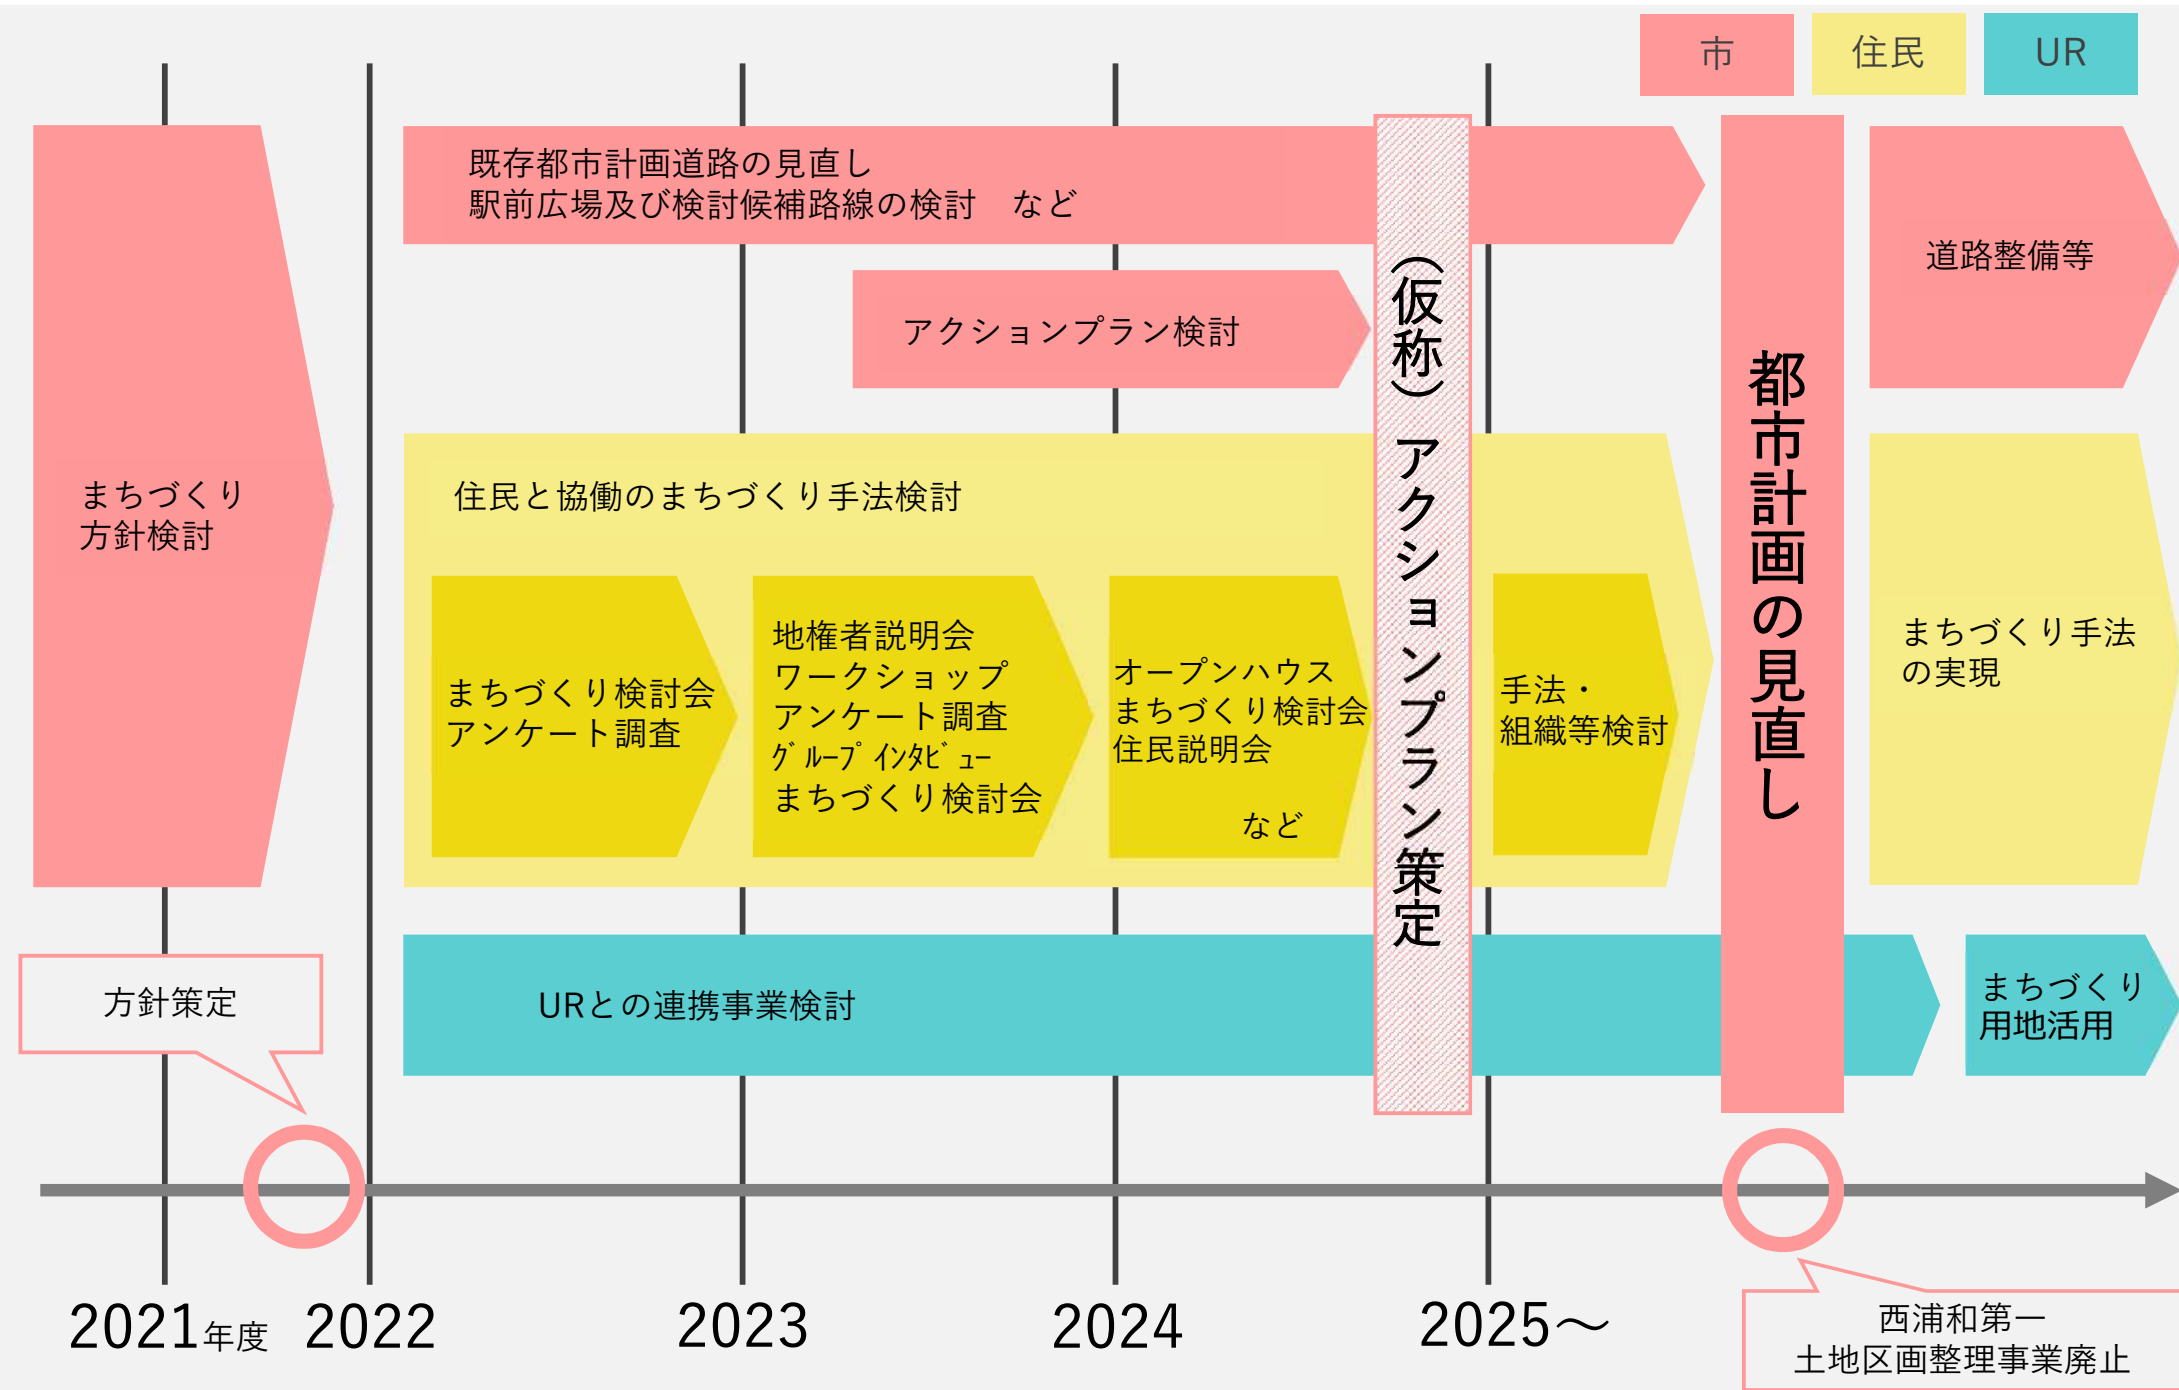 市
住民
UR
既存都市計画道路の見直し
駅前広場及び検討候補路線の検討　など
アクションプラン検討
道路整備等
まちづくり
方針検討
住民と協働のまちづくり手法検討
まちづくり検討会
アンケート調査
地権者説明会
ワークショップ
アンケート調査
ｸﾞﾙｰﾌﾟｲﾝﾀﾋﾞｭｰ
まちづくり検討会
オープンハウス
まちづくり検討会
住民説明会
など
（仮称）アクションプラン策定
手法・
組織等検討
都市計画の見直し
まちづくり手法
の実現
URとの連携事業検討
まちづくり
用地活用
方針策定
2021年度
2022
2023
2024
2025～
西浦和第一
土地区画整理事業廃止